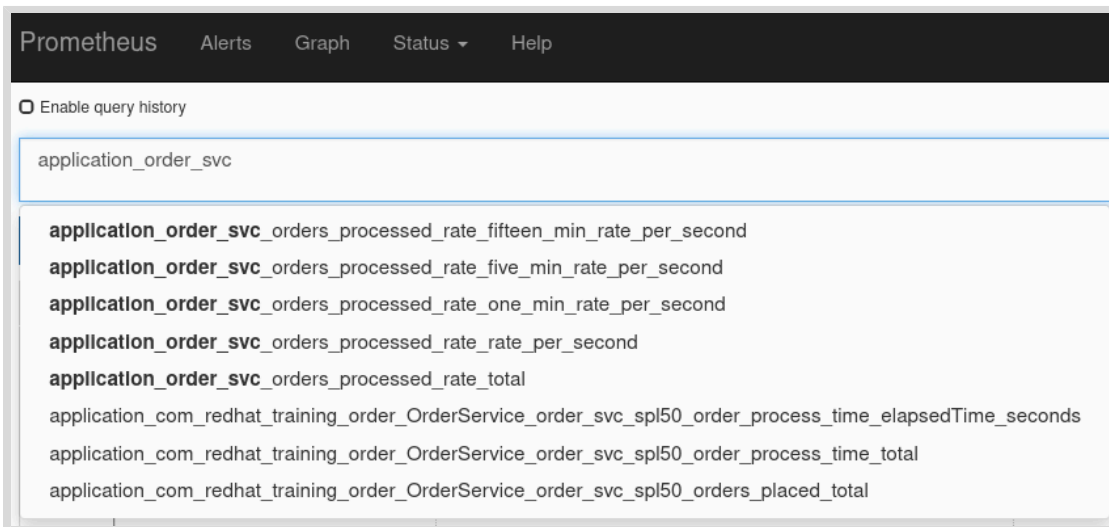 Prometheus Alerts Graph Status Help
Enable query history
application_order_svc
application_order_svc_orders_processed_rate_fifteen_min_rate_per_second
application_order_svc_orders_processed_rate_five_min_rate_per_second
application_order_svc_orders_processed_rate_one_min_rate_per_second
application_order_svc_orders_processed_rate_rate_per_second
application_order_svc_orders_processed_rate_total
application_com_redhat_training_order_OrderService_order_svc_spl50_order_process_time_elapsedTime_seconds
application_com_redhat_training_order_OrderService_order_svc_spl50_order_process_time_total
application_com_redhat_training_order_OrderService_order_svc_spl50_orders_placed_total